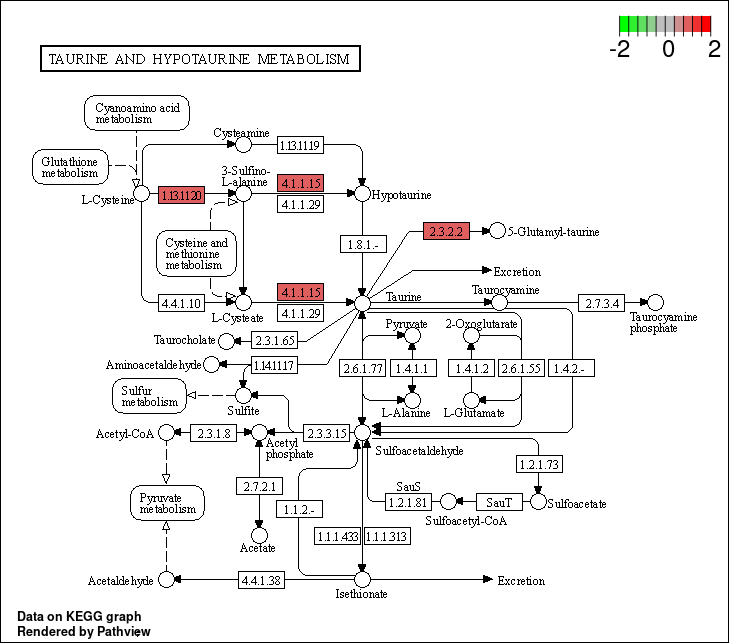 -2 0 2
TAURINE AND HYPOTAURINE METABOLISM
Cyanoamino acid
metabolism
Cysteamine
1.13.11.19
Glutathione
metabolism
3-Sulfino-
L-alanine
4.1.1.15
L-Cysteine
1.13.11.20
Hypotaurine
4.1.1.29
2.3.2.2
5-Glutamyl-taurine
Cysteine and
methionine
metabolism
1.8.1.-
Excretion
4.1.1.15
Taurocyamine
4.4.1.10
Taurine
2.7.3.4
L-Cysteate
4.1.1.29
Taurocyamine
phosphate
Pyruvate
2-Oxoglutarate
Taurocholate
2.3.1.65
Aminoacetaldehyde
1.14.11.17
2.6.1.77
1.4.1.1
1.4.1.2
2.6.1.55
1.4.2.-
Sulfur
metabolism
Sulfite
L-Alanine
L-Glutamate
Acetyl-CoA
2.3.1.8
Acetyl
phosphate
2.3.3.15
Sulfoacetaldehyde
1.2.1.73
2.7.2.1
SauS
Pyruvate
metabolism
1.1.2.-
1.2.1.81
SauT
Sulfoacetate
Sulfoacetyl-CoA
1.1.1.433
1.1.1.313
Acetate
Acetaldehyde
4.4.1.38
Isethionate
Excretion
Data on KEGG graph
Rendered by Pathview